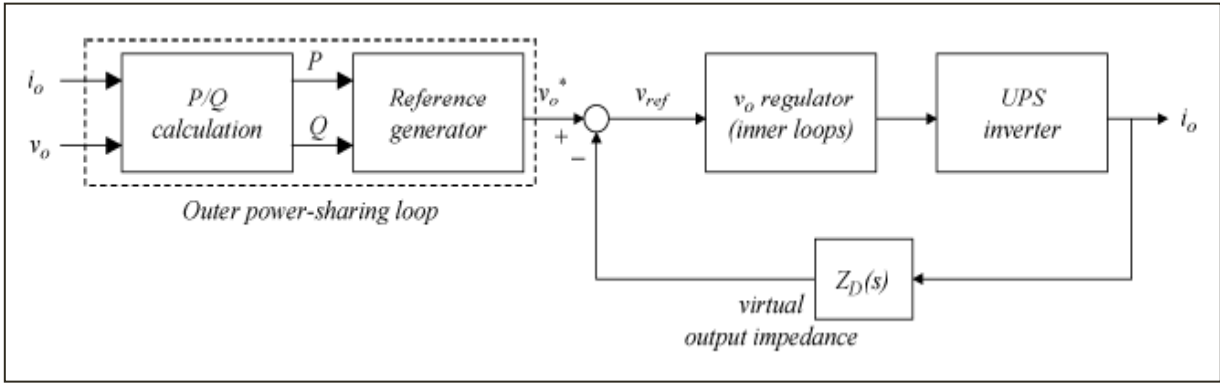 i_o
v_o
P/Q
calculation
P
Q
Reference
generator
Outer power-sharing loop
v_o^*
+
−
v_ref
v_o regulator
(inner loops)
UPS
inverter
i_o
Z_D(s)
virtual
output impedance